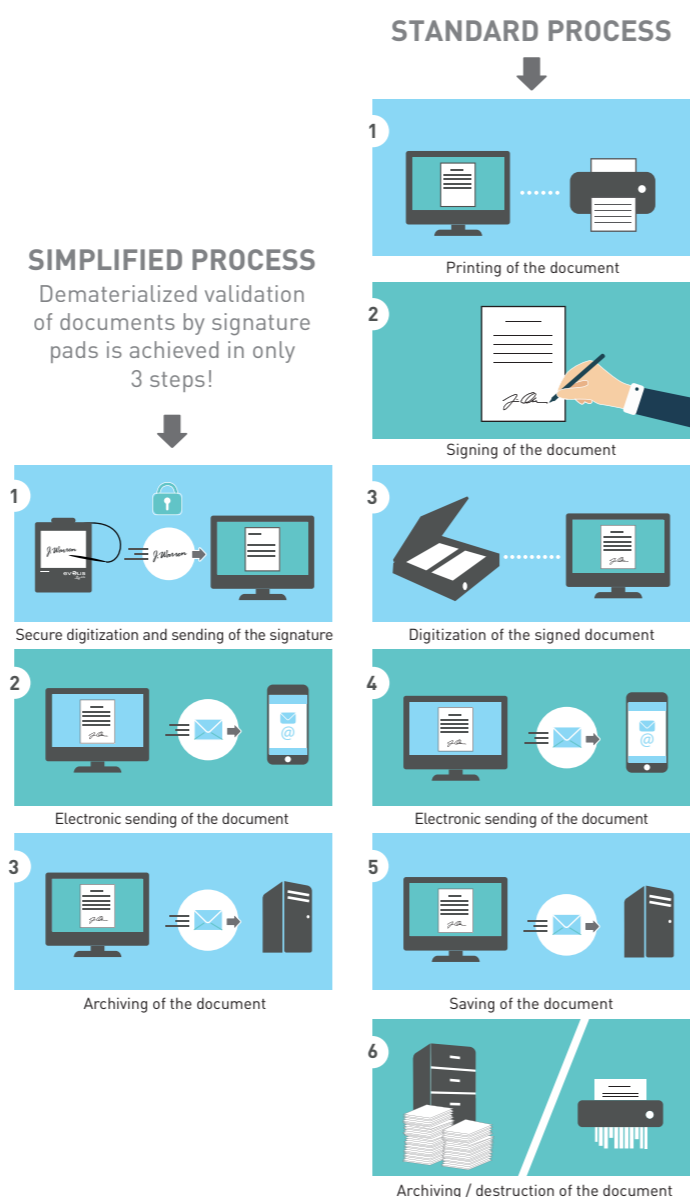 SIMPLIFIED PROCESS
Dematerialized validation
of documents by signature
pads is achieved in only
3 steps!
1
J.Warren
evolis
J.Warren
Secure digitization and sending of the signature
2
@
Electronic sending of the document
3
Archiving of the document
STANDARD PROCESS
1
Printing of the document
2
Signing of the document
3
Digitization of the signed document
4
@
Electronic sending of the document
5
Saving of the document
6
Archiving / destruction of the document